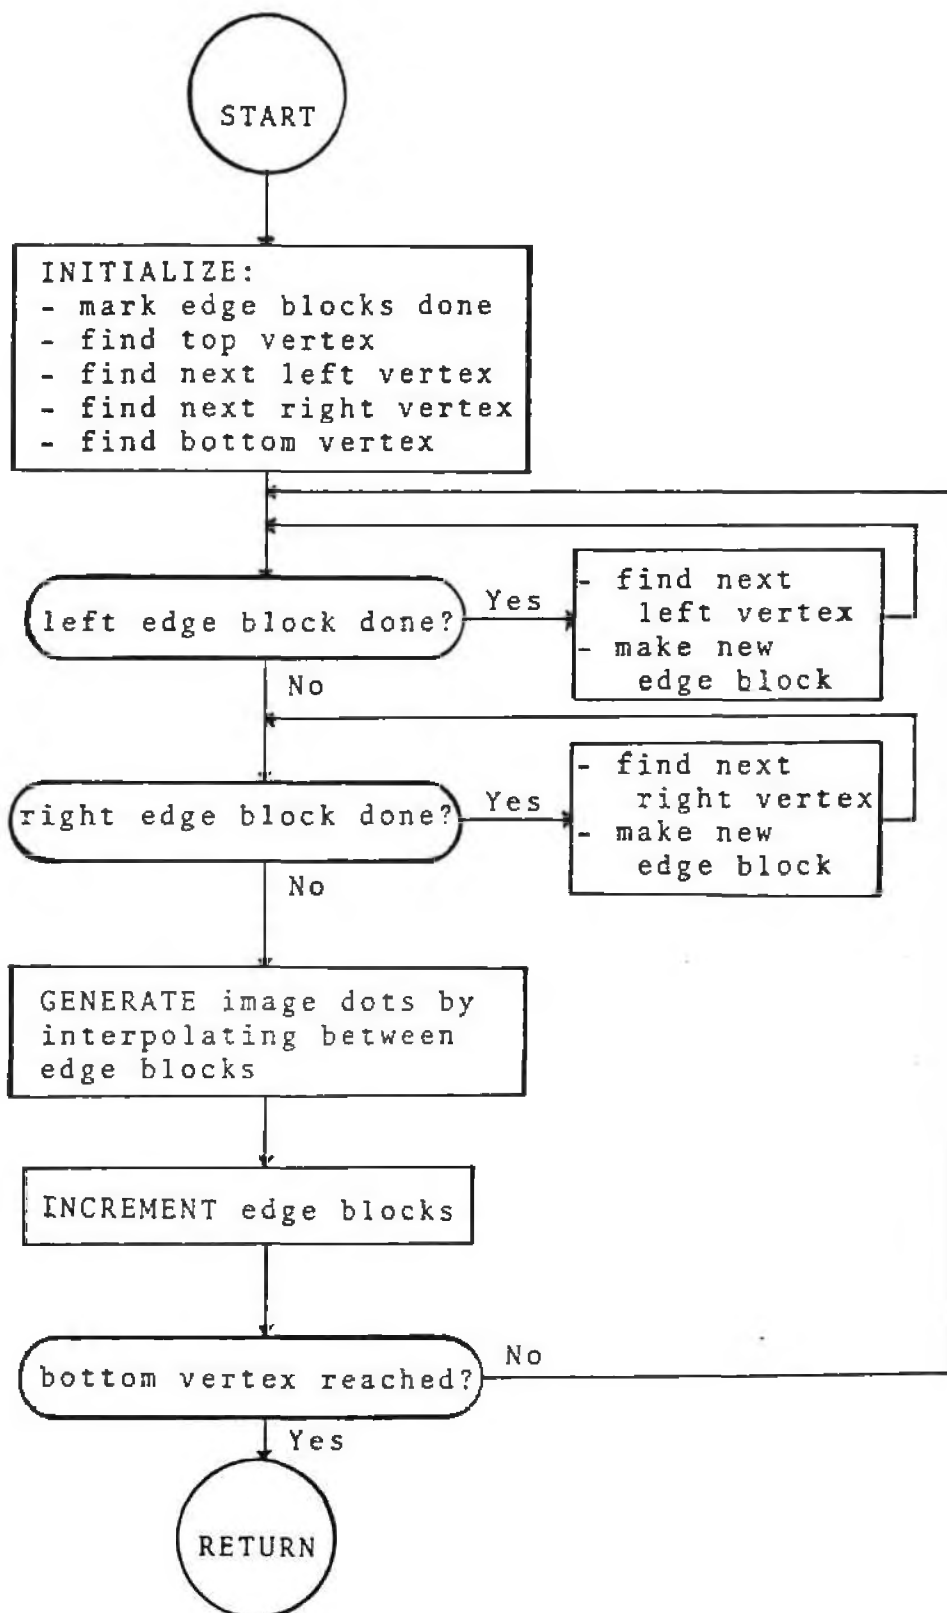 START
INITIALIZE:
- mark edge blocks done
- find top vertex
- find next left vertex
- find next right vertex
- find bottom vertex
left edge block done?
Yes
- find next
left vertex
- make new
edge block
No
right edge block done?
Yes
- find next
right vertex
- make new
edge block
No
GENERATE image dots by
interpolating between
edge blocks
INCREMENT edge blocks
bottom vertex reached?
No
Yes
RETURN